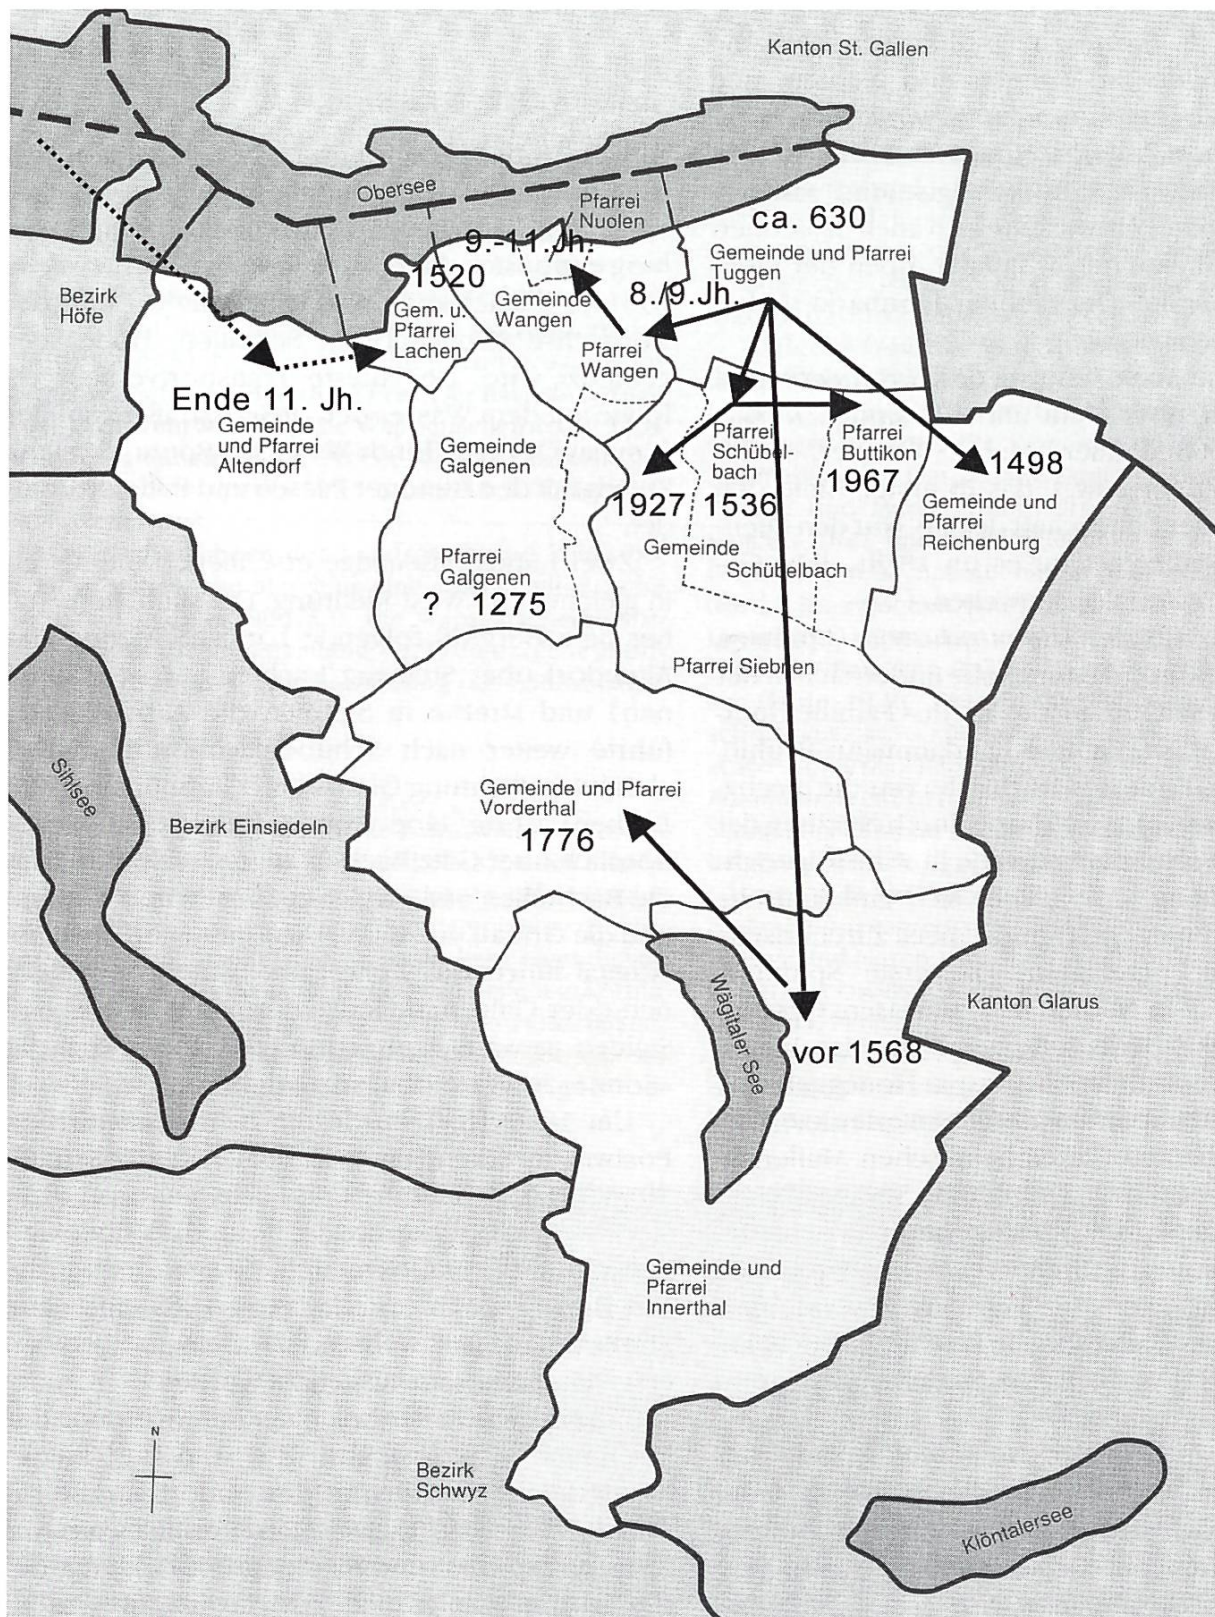 Kanton St. Gallen
Obersee
Pfarrei
Nuolen
ca. 630
Gemeinde und Pfarrei
Tuggen
9.-11.Jh.
1520
8./9.Jh.
Bezirk
Höfe
Gem. u.
Pfarrei
Lachen
Gemeinde
Wangen
Pfarrei
Wangen
Ende 11. Jh.
Gemeinde
und Pfarrei
Altendorf
Gemeinde
Galgenen
Pfarrei
Schübel-
bach
Pfarrei
Buttikon
1967
1498
1927
1536
Gemeinde und
Pfarrei
Reichenburg
Gemeinde
Schübelbach
Pfarrei
Galgenen
? 1275
Pfarrei Siebnen
Sihlsee
Bezirk Einsiedeln
Gemeinde und Pfarrei
Vorderthal
1776
Wägitaler See
Kanton Glarus
vor 1568
Gemeinde und
Pfarrei
Innerthal
N
Bezirk
Schwyz
Klöntalersee